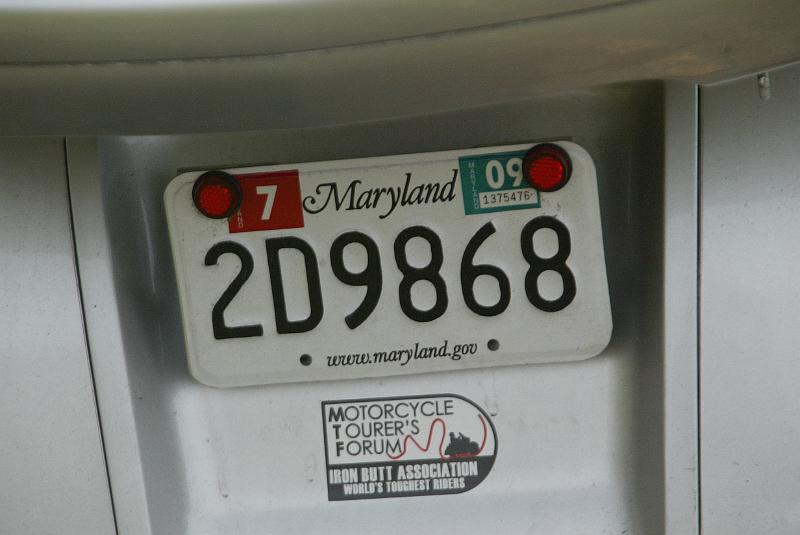 7 Maryland 09
MARYLAND
1375476
2D9868
www.maryland.gov
MOTORCYCLE
TOURER'S
FORUM
IRON BUTT ASSOCIATION
WORLD'S TOUGHEST RIDERS